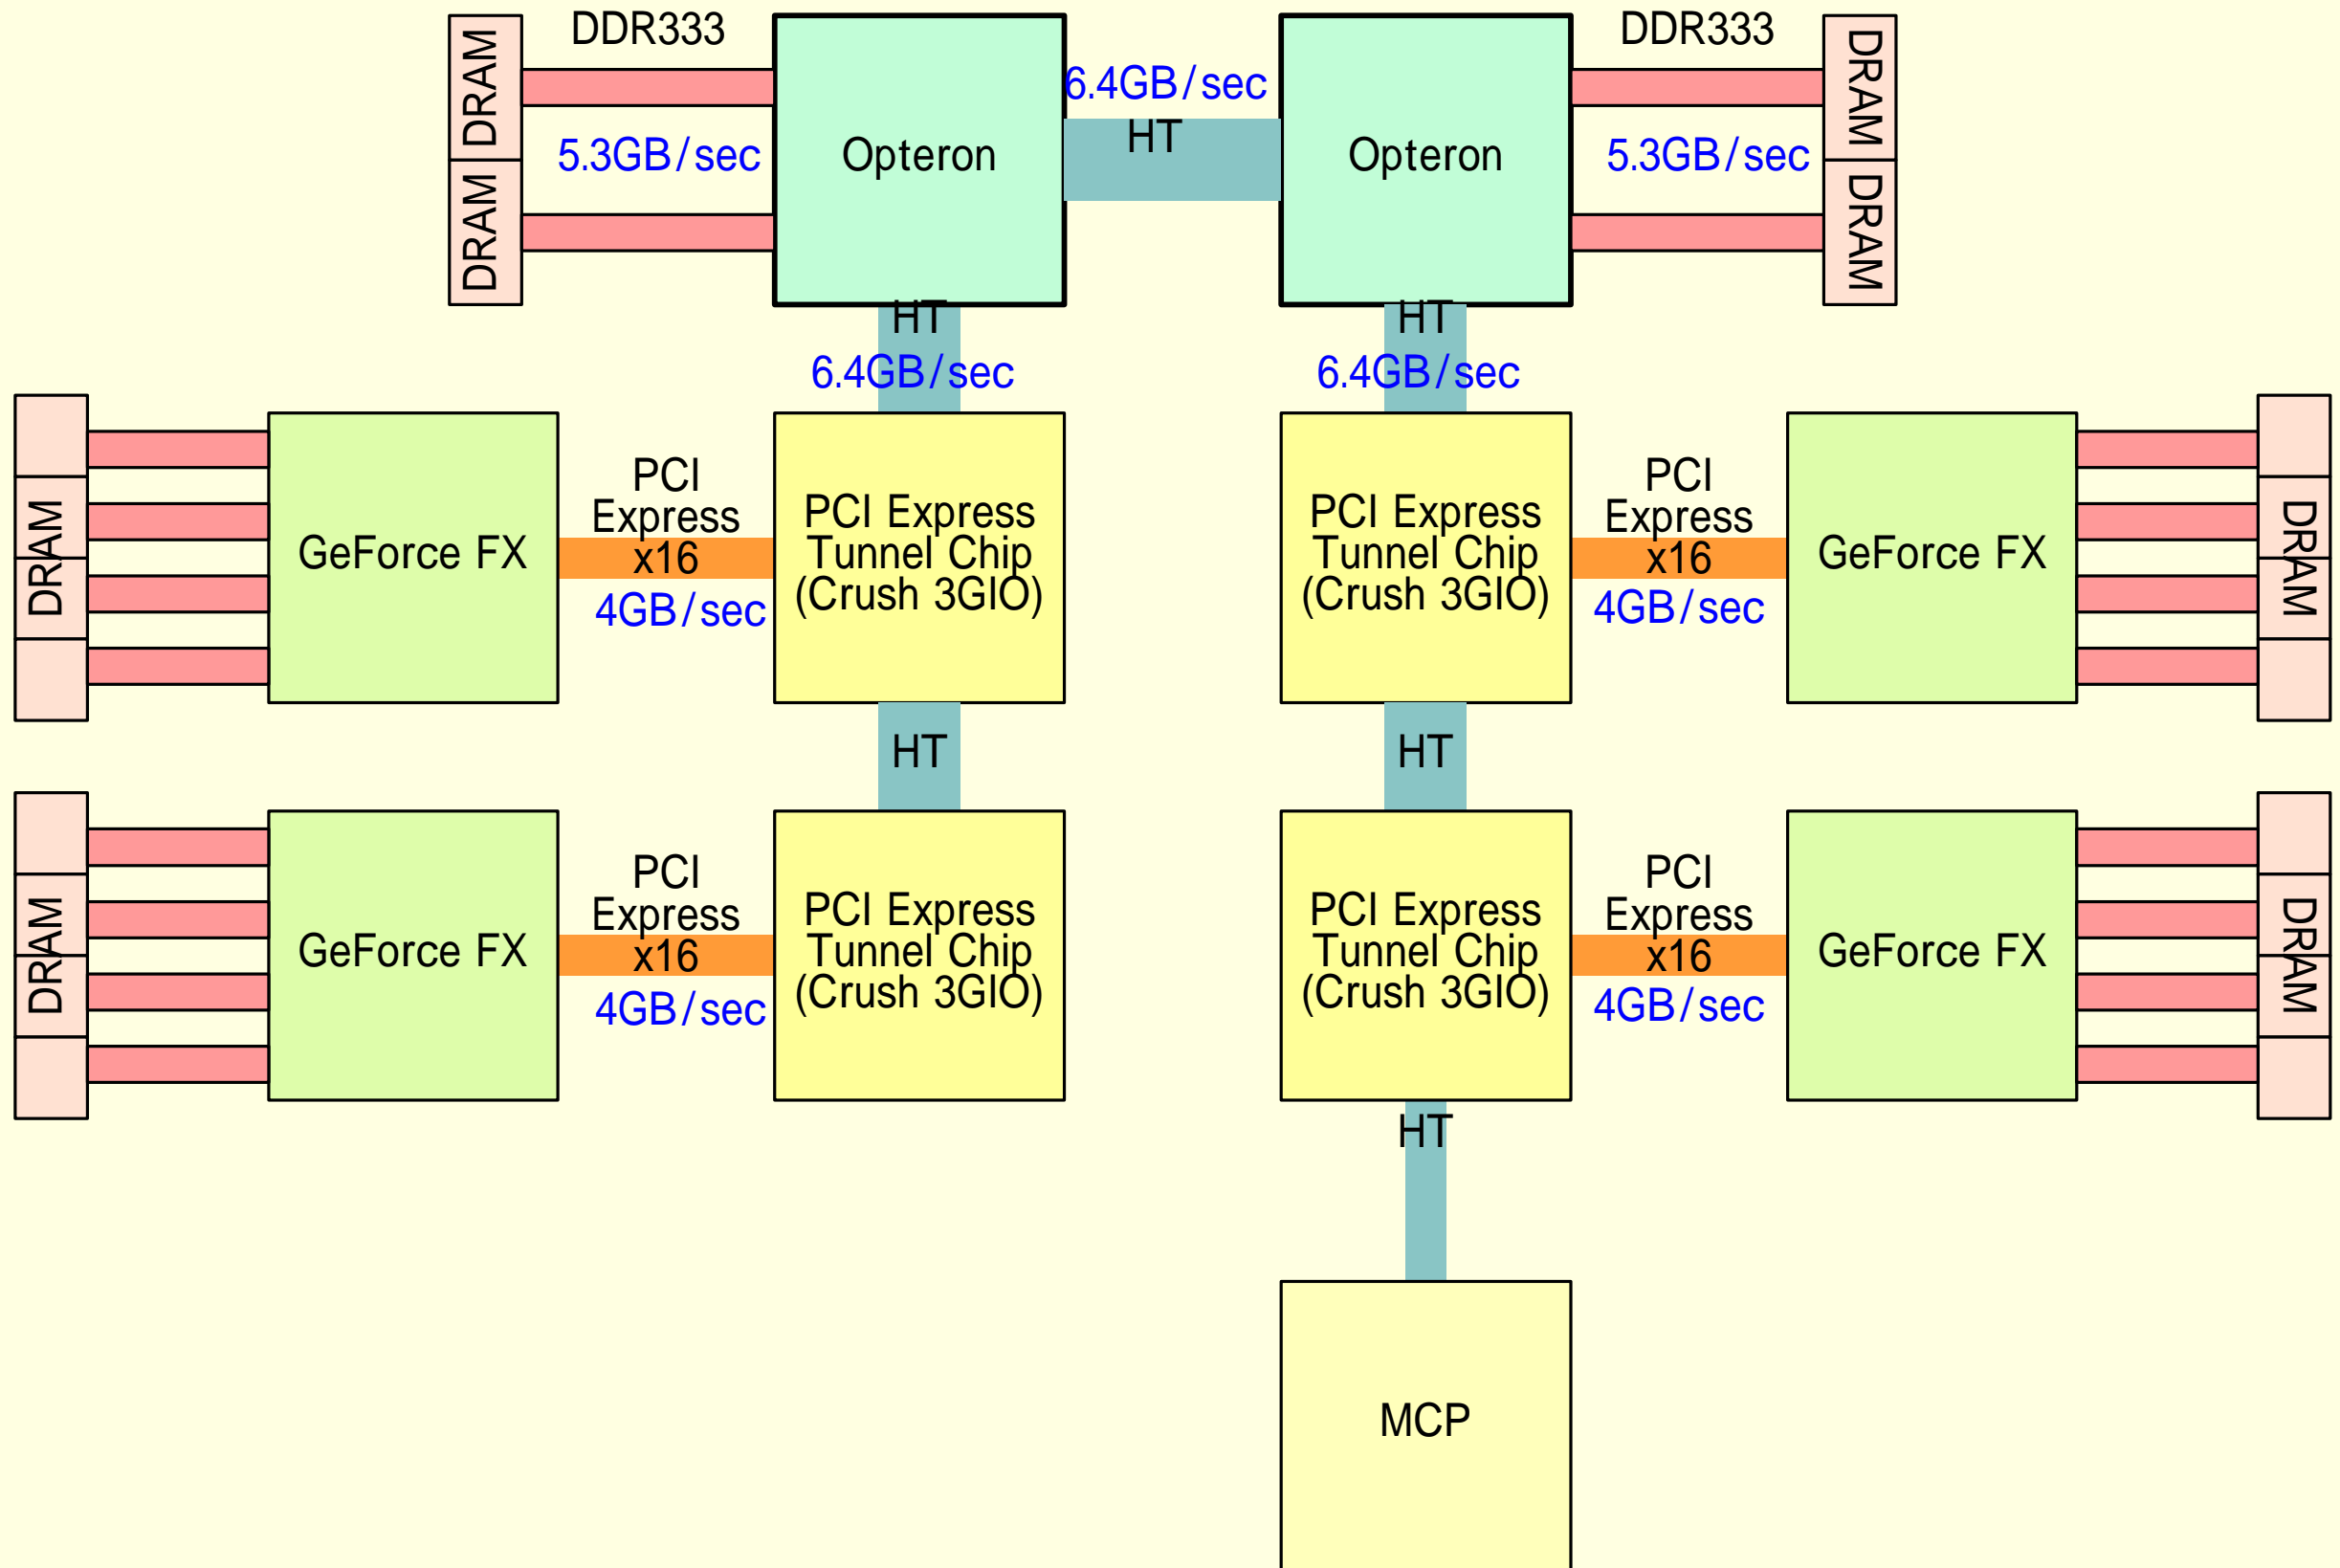 DDR333
DDR333
DRAM
DRAM
5.3GB/sec
Opteron
6.4GB/sec
HT
Opteron
5.3GB/sec
DRAM
DRAM
HT
6.4GB/sec
HT
6.4GB/sec
DRAM
GeForce FX
PCI
Express
x16
4GB/sec
PCI Express
Tunnel Chip
(Crush 3GIO)
PCI Express
Tunnel Chip
(Crush 3GIO)
PCI
Express
x16
4GB/sec
GeForce FX
DRAM
HT
HT
DRAM
GeForce FX
PCI
Express
x16
4GB/sec
PCI Express
Tunnel Chip
(Crush 3GIO)
PCI Express
Tunnel Chip
(Crush 3GIO)
PCI
Express
x16
4GB/sec
GeForce FX
DRAM
HT
MCP